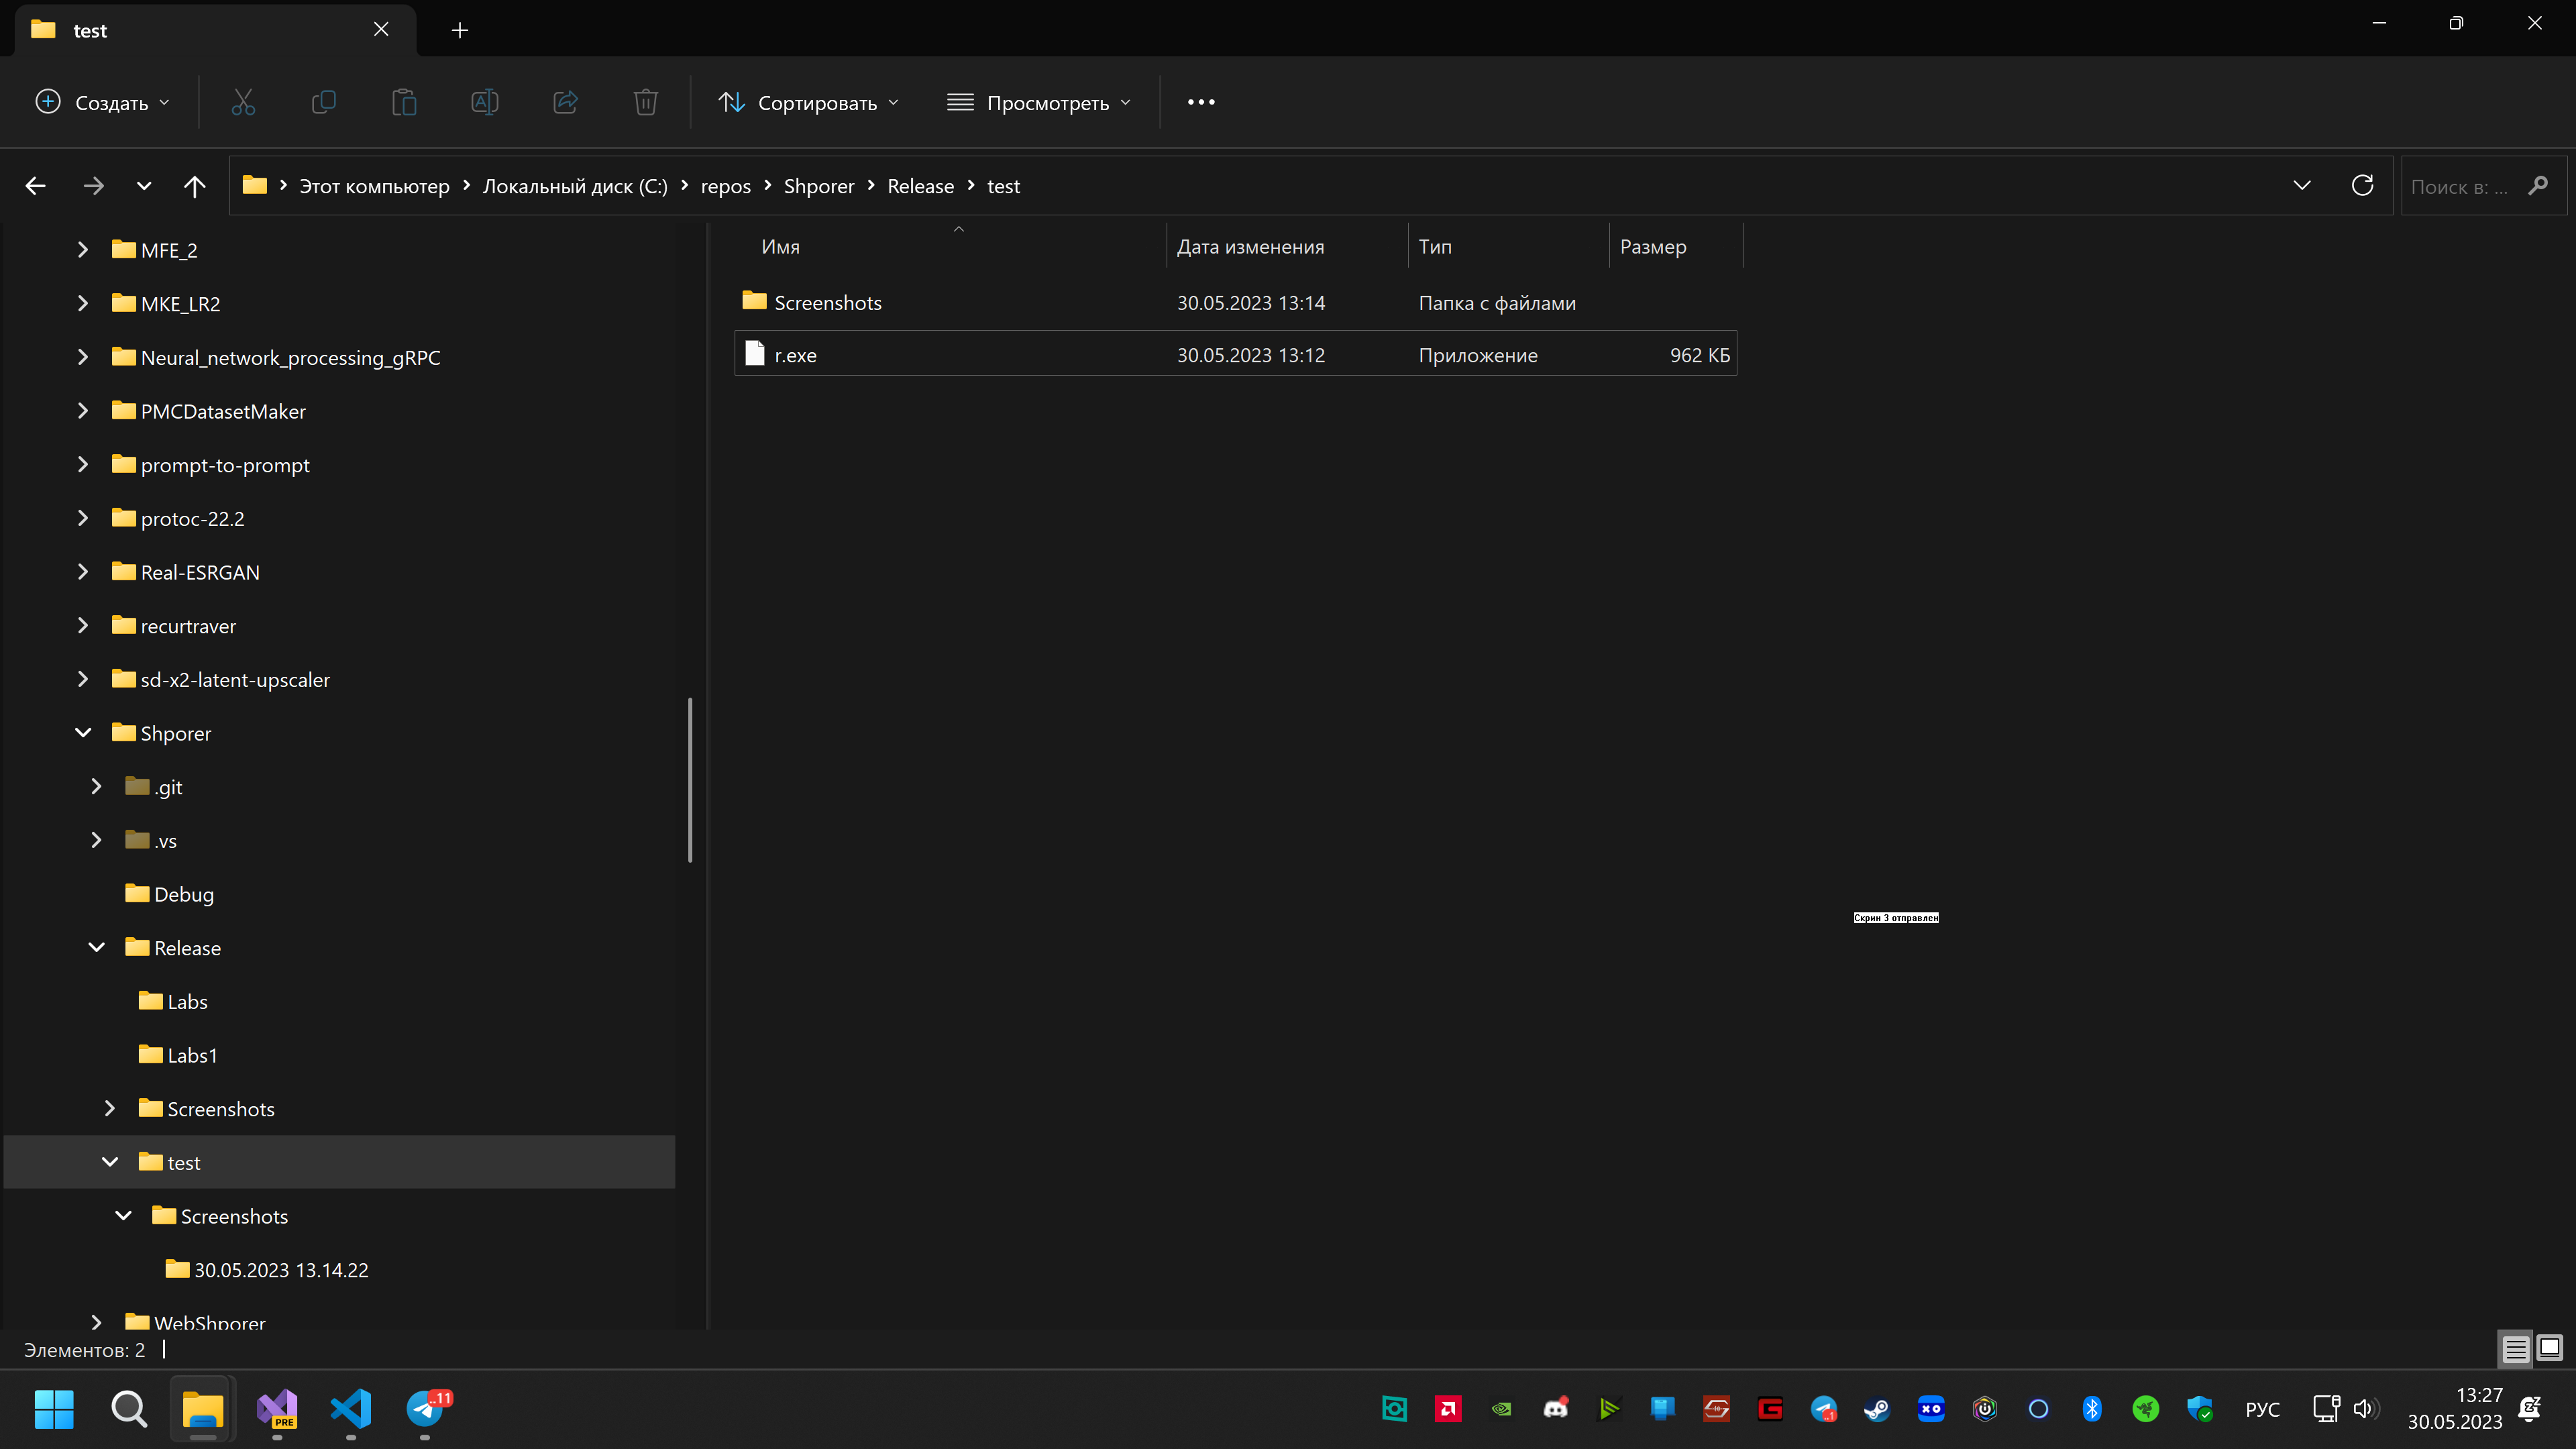 test
Создать
Сортировать
Просмотреть
Этот компьютер
Локальный диск (C:)
repos
Shporer
Release
test
Поиск в: ...
MFE_2
MKE_LR2
Neural_network_processing_gRPC
PMCDatasetMaker
prompt-to-prompt
protoc-22.2
Real-ESRGAN
recurtraver
sd-x2-latent-upscaler
Shporer
.git
.vs
Debug
Release
Labs
Labs1
Screenshots
test
Screenshots
30.05.2023 13.14.22
WebShporer
Имя Дата изменения Тип Размер
Screenshots 30.05.2023 13:14 Папка с файлами
r.exe 30.05.2023 13:12 Приложение 962 КБ
Скрин 3 отправлен
Элементов: 2
PRE
..11
..1
XO
РУС
13:27
30.05.2023